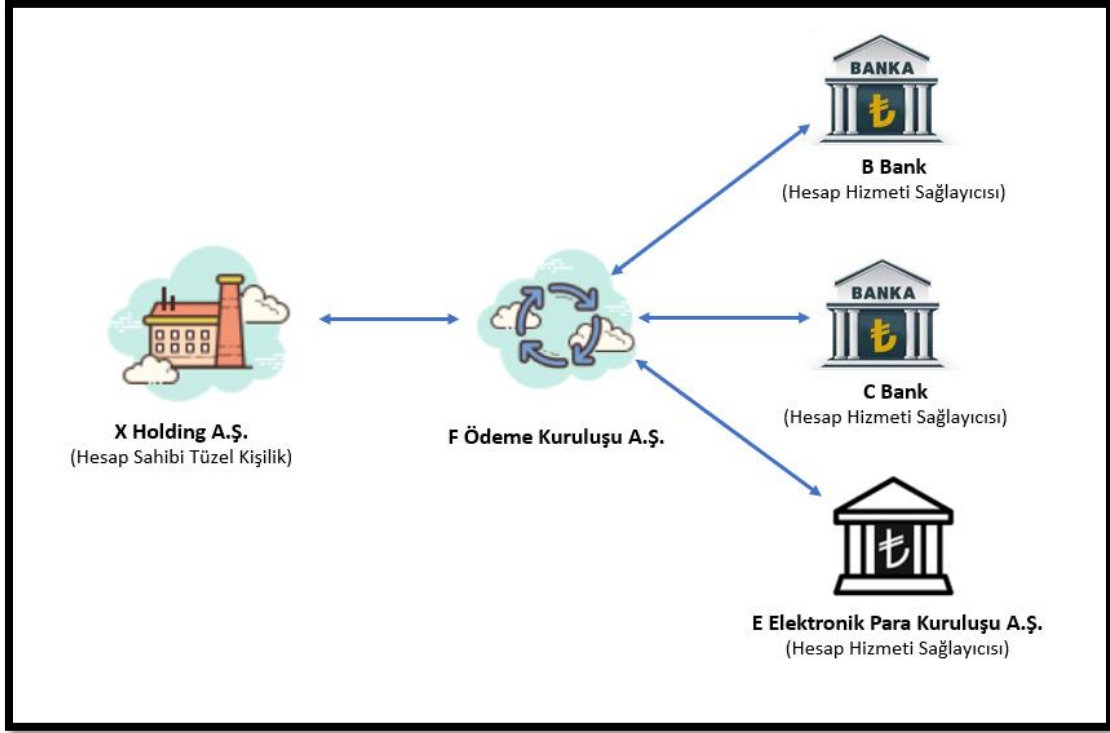 BANKA
B Bank
(Hesap Hizmeti Sağlayıcısı)
X Holding A.Ş.
(Hesap Sahibi Tüzel Kişilik)
F Ödeme Kuruluşu A.Ş.
BANKA
C Bank
(Hesap Hizmeti Sağlayıcısı)
E Elektronik Para Kuruluşu A.Ş.
(Hesap Hizmeti Sağlayıcısı)